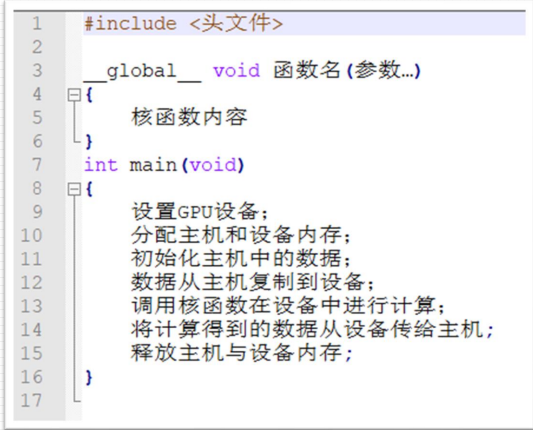 1 #include <头文件>
2
3 __global__ void 函数名(参数…)
4 {
5 核函数内容
6 }
7 int main(void)
8 {
9 设置GPU设备;
10 分配主机和设备内存;
11 初始化主机中的数据;
12 数据从主机复制到设备;
13 调用核函数在设备中进行计算;
14 将计算得到的数据从设备传给主机;
15 释放主机与设备内存;
16 }
17